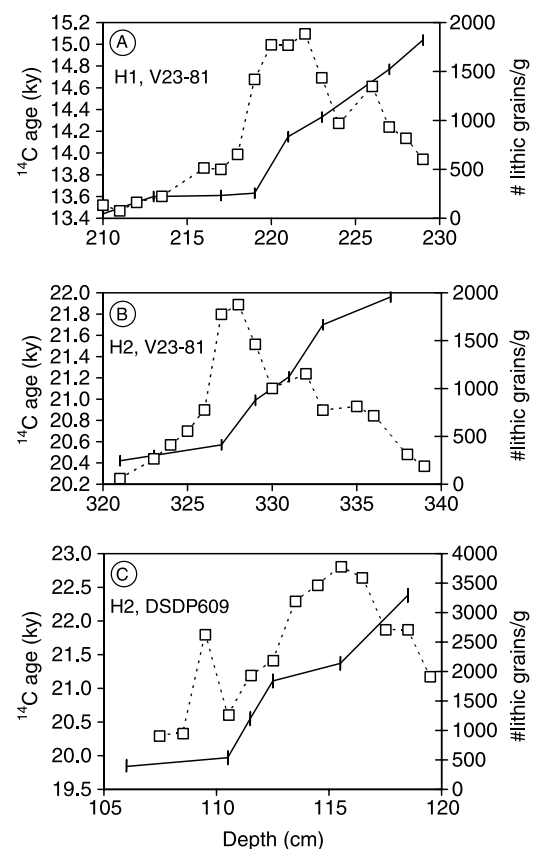 A
H1, V23-81
¹⁴C age (ky)
15.2
15.0
14.8
14.6
14.4
14.2
14.0
13.8
13.6
13.4
2000
1500
1000
500
0
# lithic grains/g
210 215 220 225 230
B
H2, V23-81
¹⁴C age (ky)
22.0
21.8
21.6
21.4
21.2
21.0
20.8
20.6
20.4
20.2
2000
1500
1000
500
0
#lithic grains/g
320 325 330 335 340
C
H2, DSDP609
¹⁴C age (ky)
23.0
22.5
22.0
21.5
21.0
20.5
20.0
19.5
4000
3500
3000
2500
2000
1500
1000
500
0
#lithic grains/g
105 110 115 120
Depth (cm)